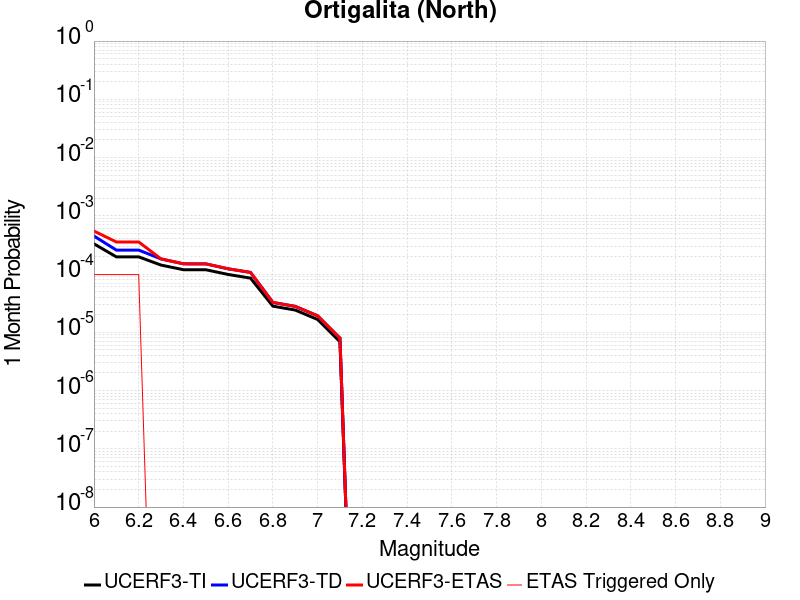 Ortigalita (North)
10^0
10^-1
10^-2
10^-3
10^-4
10^-5
10^-6
10^-7
10^-8
1 Month Probability
6 6.2 6.4 6.6 6.8 7 7.2 7.4 7.6 7.8 8 8.2 8.4 8.6 8.8 9
Magnitude
UCERF3-TI UCERF3-TD UCERF3-ETAS ETAS Triggered Only